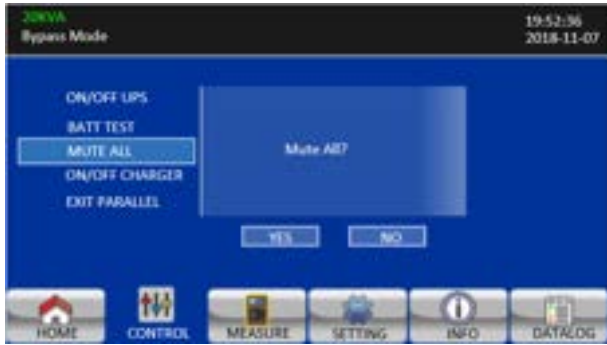 20KVA
19:52:36
Bypass Mode
2018-11-07
ON/OFF UPS
BATT TEST
MUTE ALL
Mute All?
ON/OFF CHARGER
EXIT PARALLEL
YES NO
HOME CONTROL MEASURE SETTING INFO DATALOG